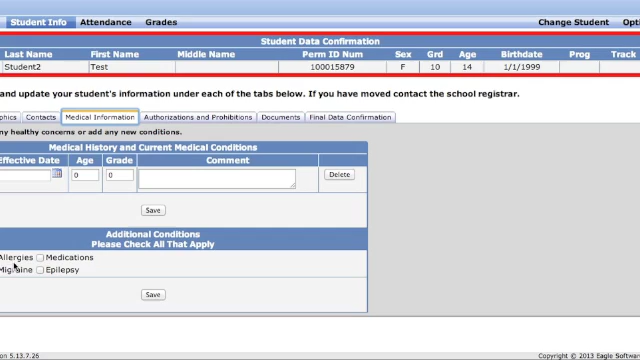 Student Info Attendance Grades Change Student Opti
Student Data Confirmation
Last Name First Name Middle Name Perm ID Num Sex Grd Age Birthdate Prog Track
Student2 Test 100015879 F 10 14 1/1/1999
and update your student's information under each of the tabs below. If you have moved contact the school registrar.
phics Contacts Medical Information Authorizations and Prohibitions Documents Final Data Confirmation
ny healthy concerns or add any new conditions.
Medical History and Current Medical Conditions
Effective Date Age Grade Comment
0 0 Delete
Save
Additional Conditions
Please Check All That Apply
Allergies Medications
Migraine Epilepsy
Save
on 5.13.7.26 Copyright © 2013 Eagle Softwar